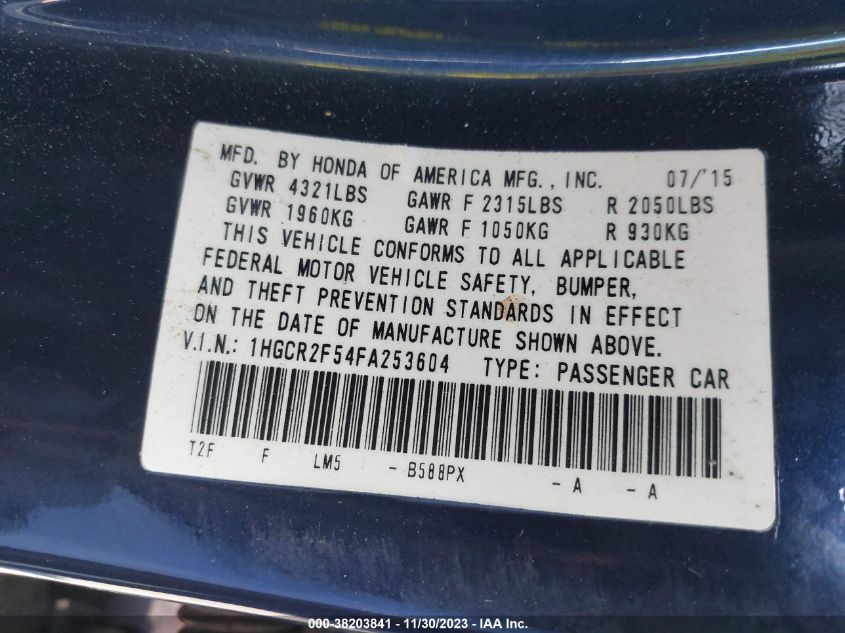 MFD. BY HONDA OF AMERICA MFG., INC. 07/'15
GVWR 4321LBS GAWR F 2315LBS R 2050LBS
GVWR 1960KG GAWR F 1050KG R 930KG
THIS VEHICLE CONFORMS TO ALL APPLICABLE
FEDERAL MOTOR VEHICLE SAFETY, BUMPER,
AND THEFT PREVENTION STANDARDS IN EFFECT
ON THE DATE OF MANUFACTURE SHOWN ABOVE.
V.I.N.: 1HGCR2F54FA253604 TYPE: PASSENGER CAR
T2F F LM5 - B588PX - A - A
000-38203841 - 11/30/2023 - IAAI.com